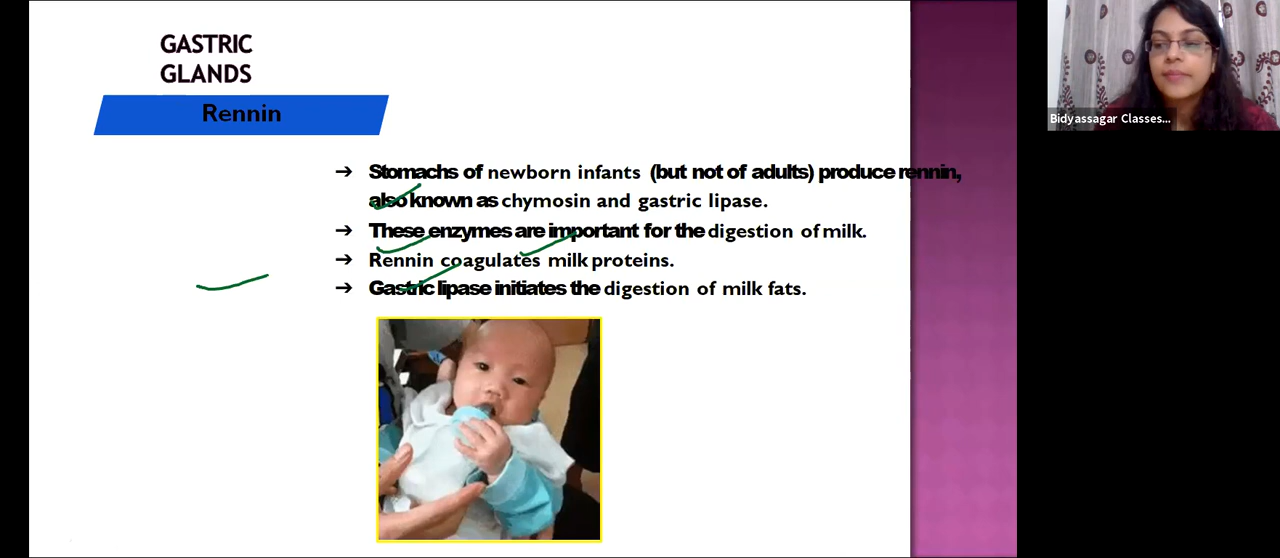 GASTRIC
GLANDS
Rennin
➔ Stomachs of newborn infants (but not of adults) produce rennin,
also known as chymosin and gastric lipase.
➔ These enzymes are important for the digestion of milk.
➔ Rennin coagulates milk proteins.
➔ Gastric lipase initiates the digestion of milk fats.
Bidyassagar Classes...